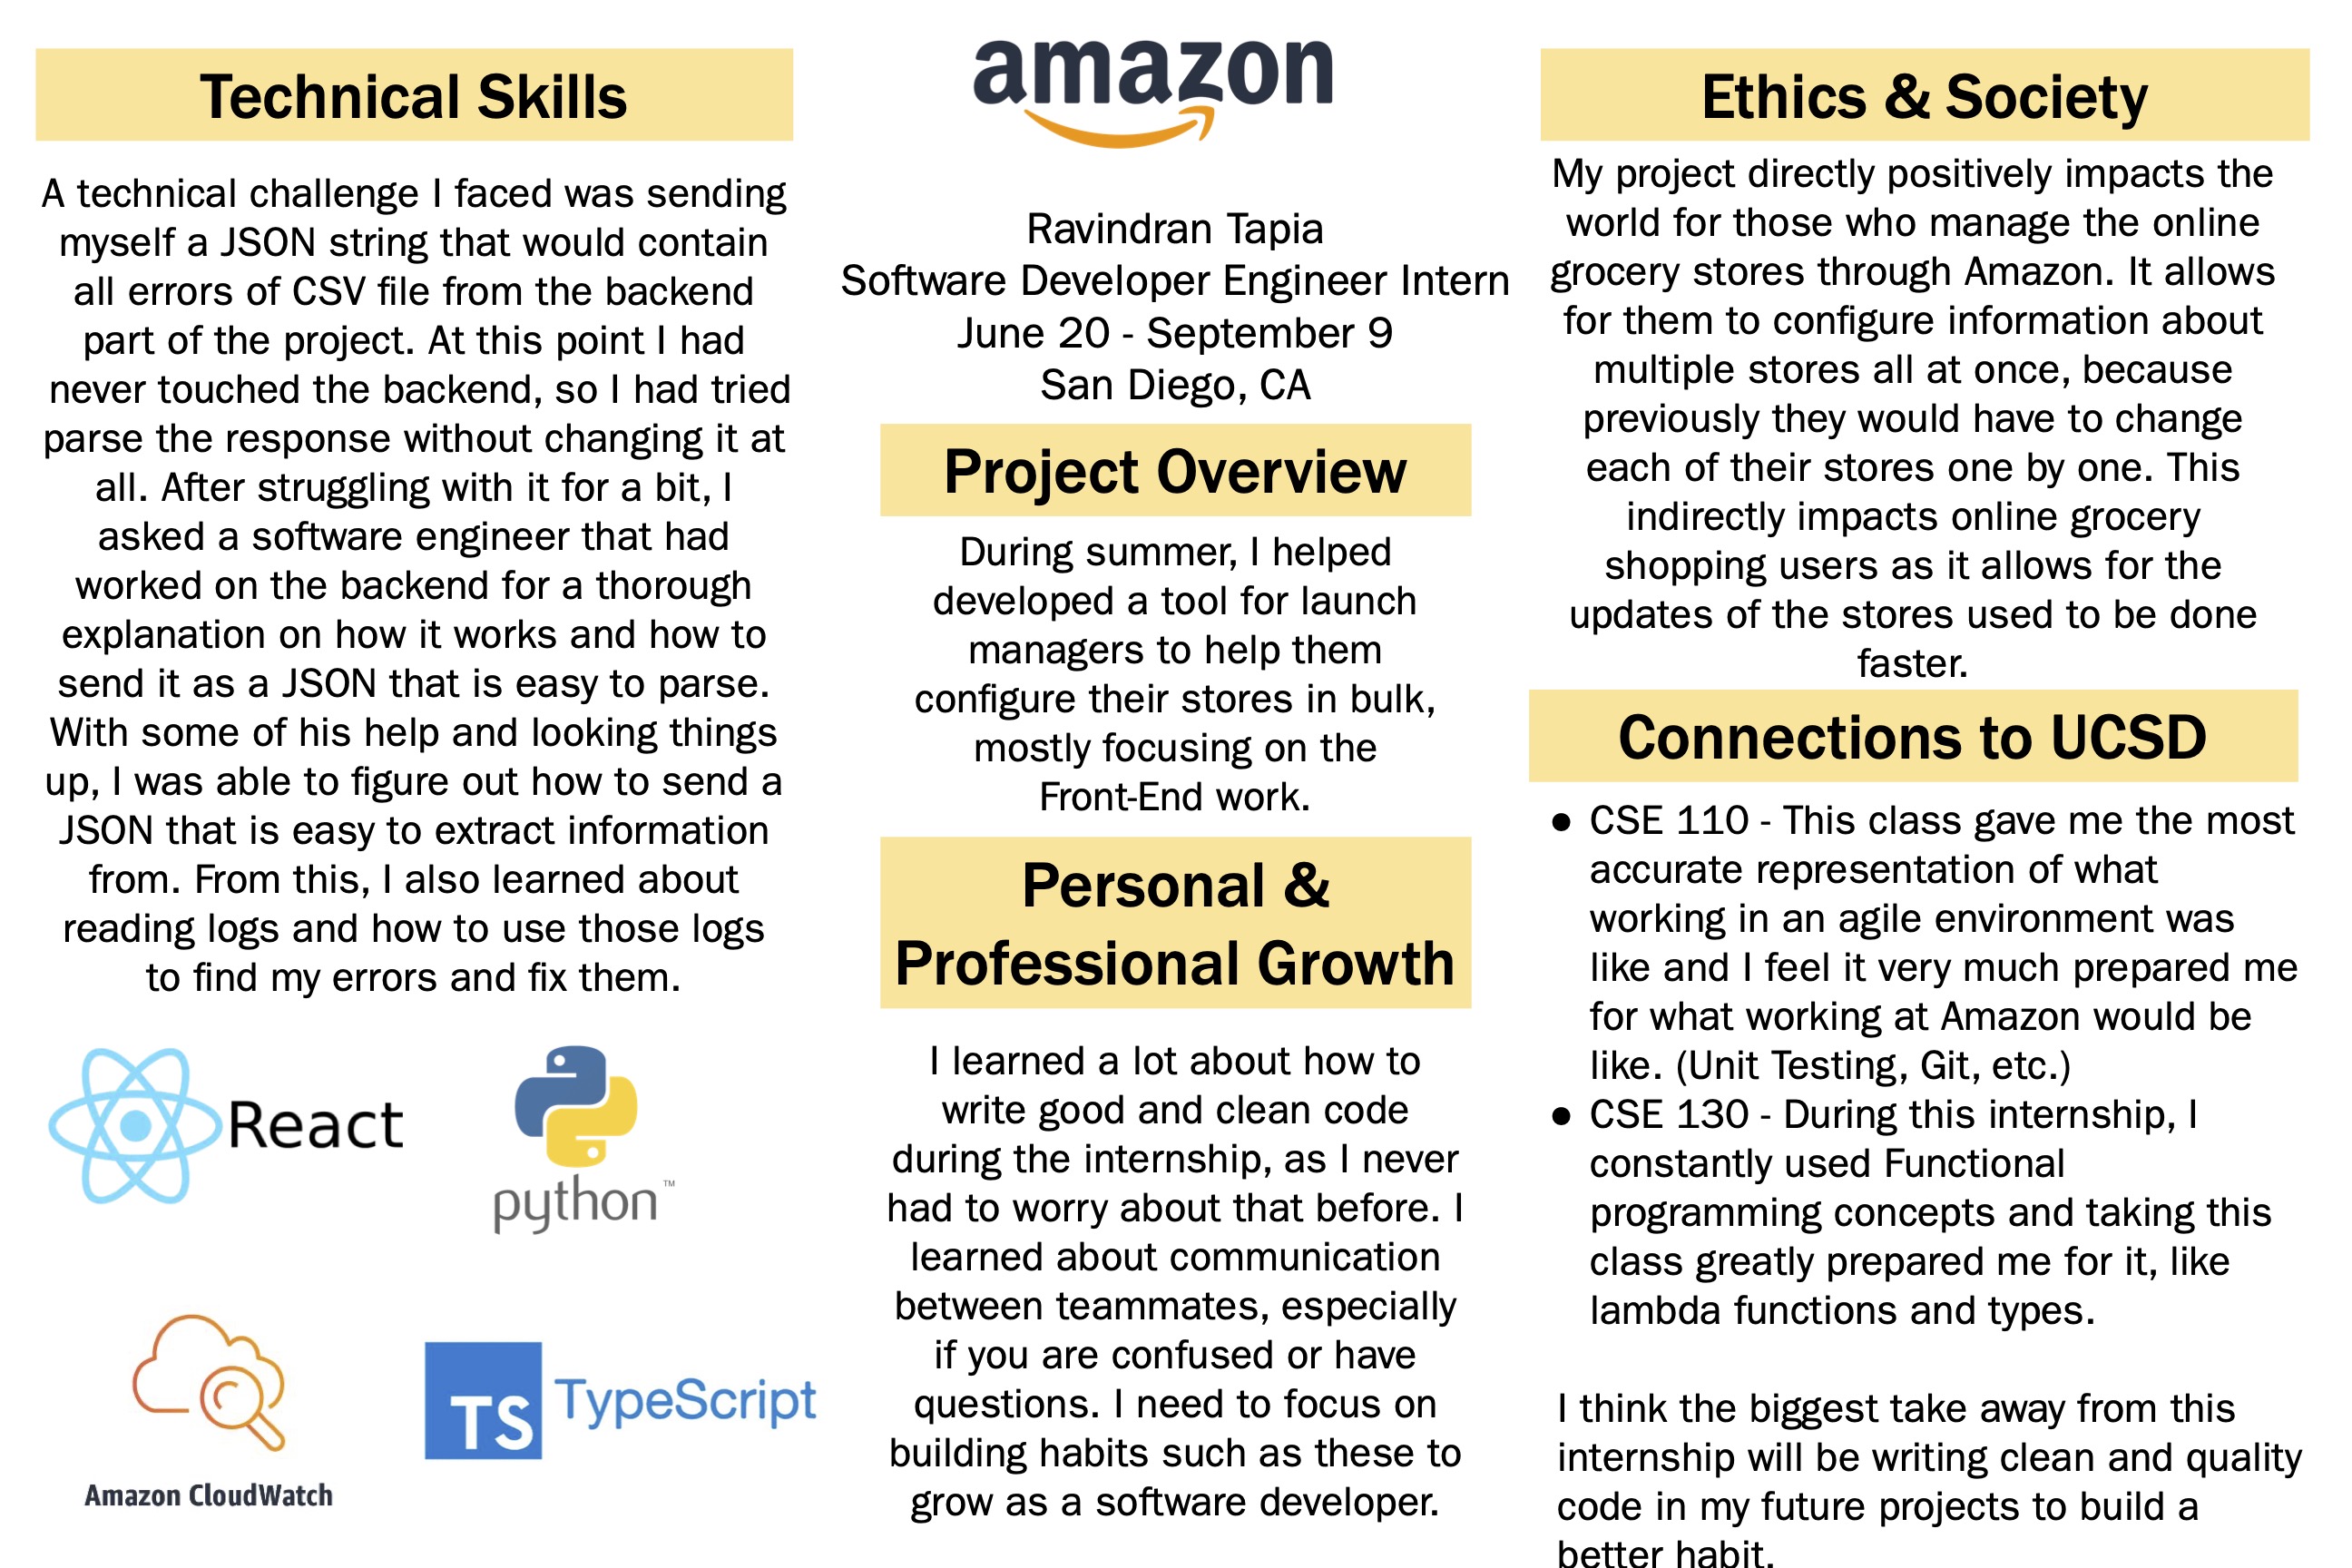 Technical Skills
A technical challenge I faced was sending
myself a JSON string that would contain
all errors of CSV file from the backend
part of the project. At this point I had
never touched the backend, so I had tried
parse the response without changing it at
all. After struggling with it for a bit, I
asked a software engineer that had
worked on the backend for a thorough
explanation on how it works and how to
send it as a JSON that is easy to parse.
With some of his help and looking things
up, I was able to figure out how to send a
JSON that is easy to extract information
from. From this, I also learned about
reading logs and how to use those logs
to find my errors and fix them.
React
python™
Amazon CloudWatch
TS TypeScript
amazon
Ravindran Tapia
Software Developer Engineer Intern
June 20 - September 9
San Diego, CA
Project Overview
During summer, I helped
developed a tool for launch
managers to help them
configure their stores in bulk,
mostly focusing on the
Front-End work.
Personal &
Professional Growth
I learned a lot about how to
write good and clean code
during the internship, as I never
had to worry about that before. I
learned about communication
between teammates, especially
if you are confused or have
questions. I need to focus on
building habits such as these to
grow as a software developer.
Ethics & Society
My project directly positively impacts the
world for those who manage the online
grocery stores through Amazon. It allows
for them to configure information about
multiple stores all at once, because
previously they would have to change
each of their stores one by one. This
indirectly impacts online grocery
shopping users as it allows for the
updates of the stores used to be done
faster.
Connections to UCSD
● CSE 110 - This class gave me the most
accurate representation of what
working in an agile environment was
like and I feel it very much prepared me
for what working at Amazon would be
like. (Unit Testing, Git, etc.)
● CSE 130 - During this internship, I
constantly used Functional
programming concepts and taking this
class greatly prepared me for it, like
lambda functions and types.
I think the biggest take away from this
internship will be writing clean and quality
code in my future projects to build a
better habit.